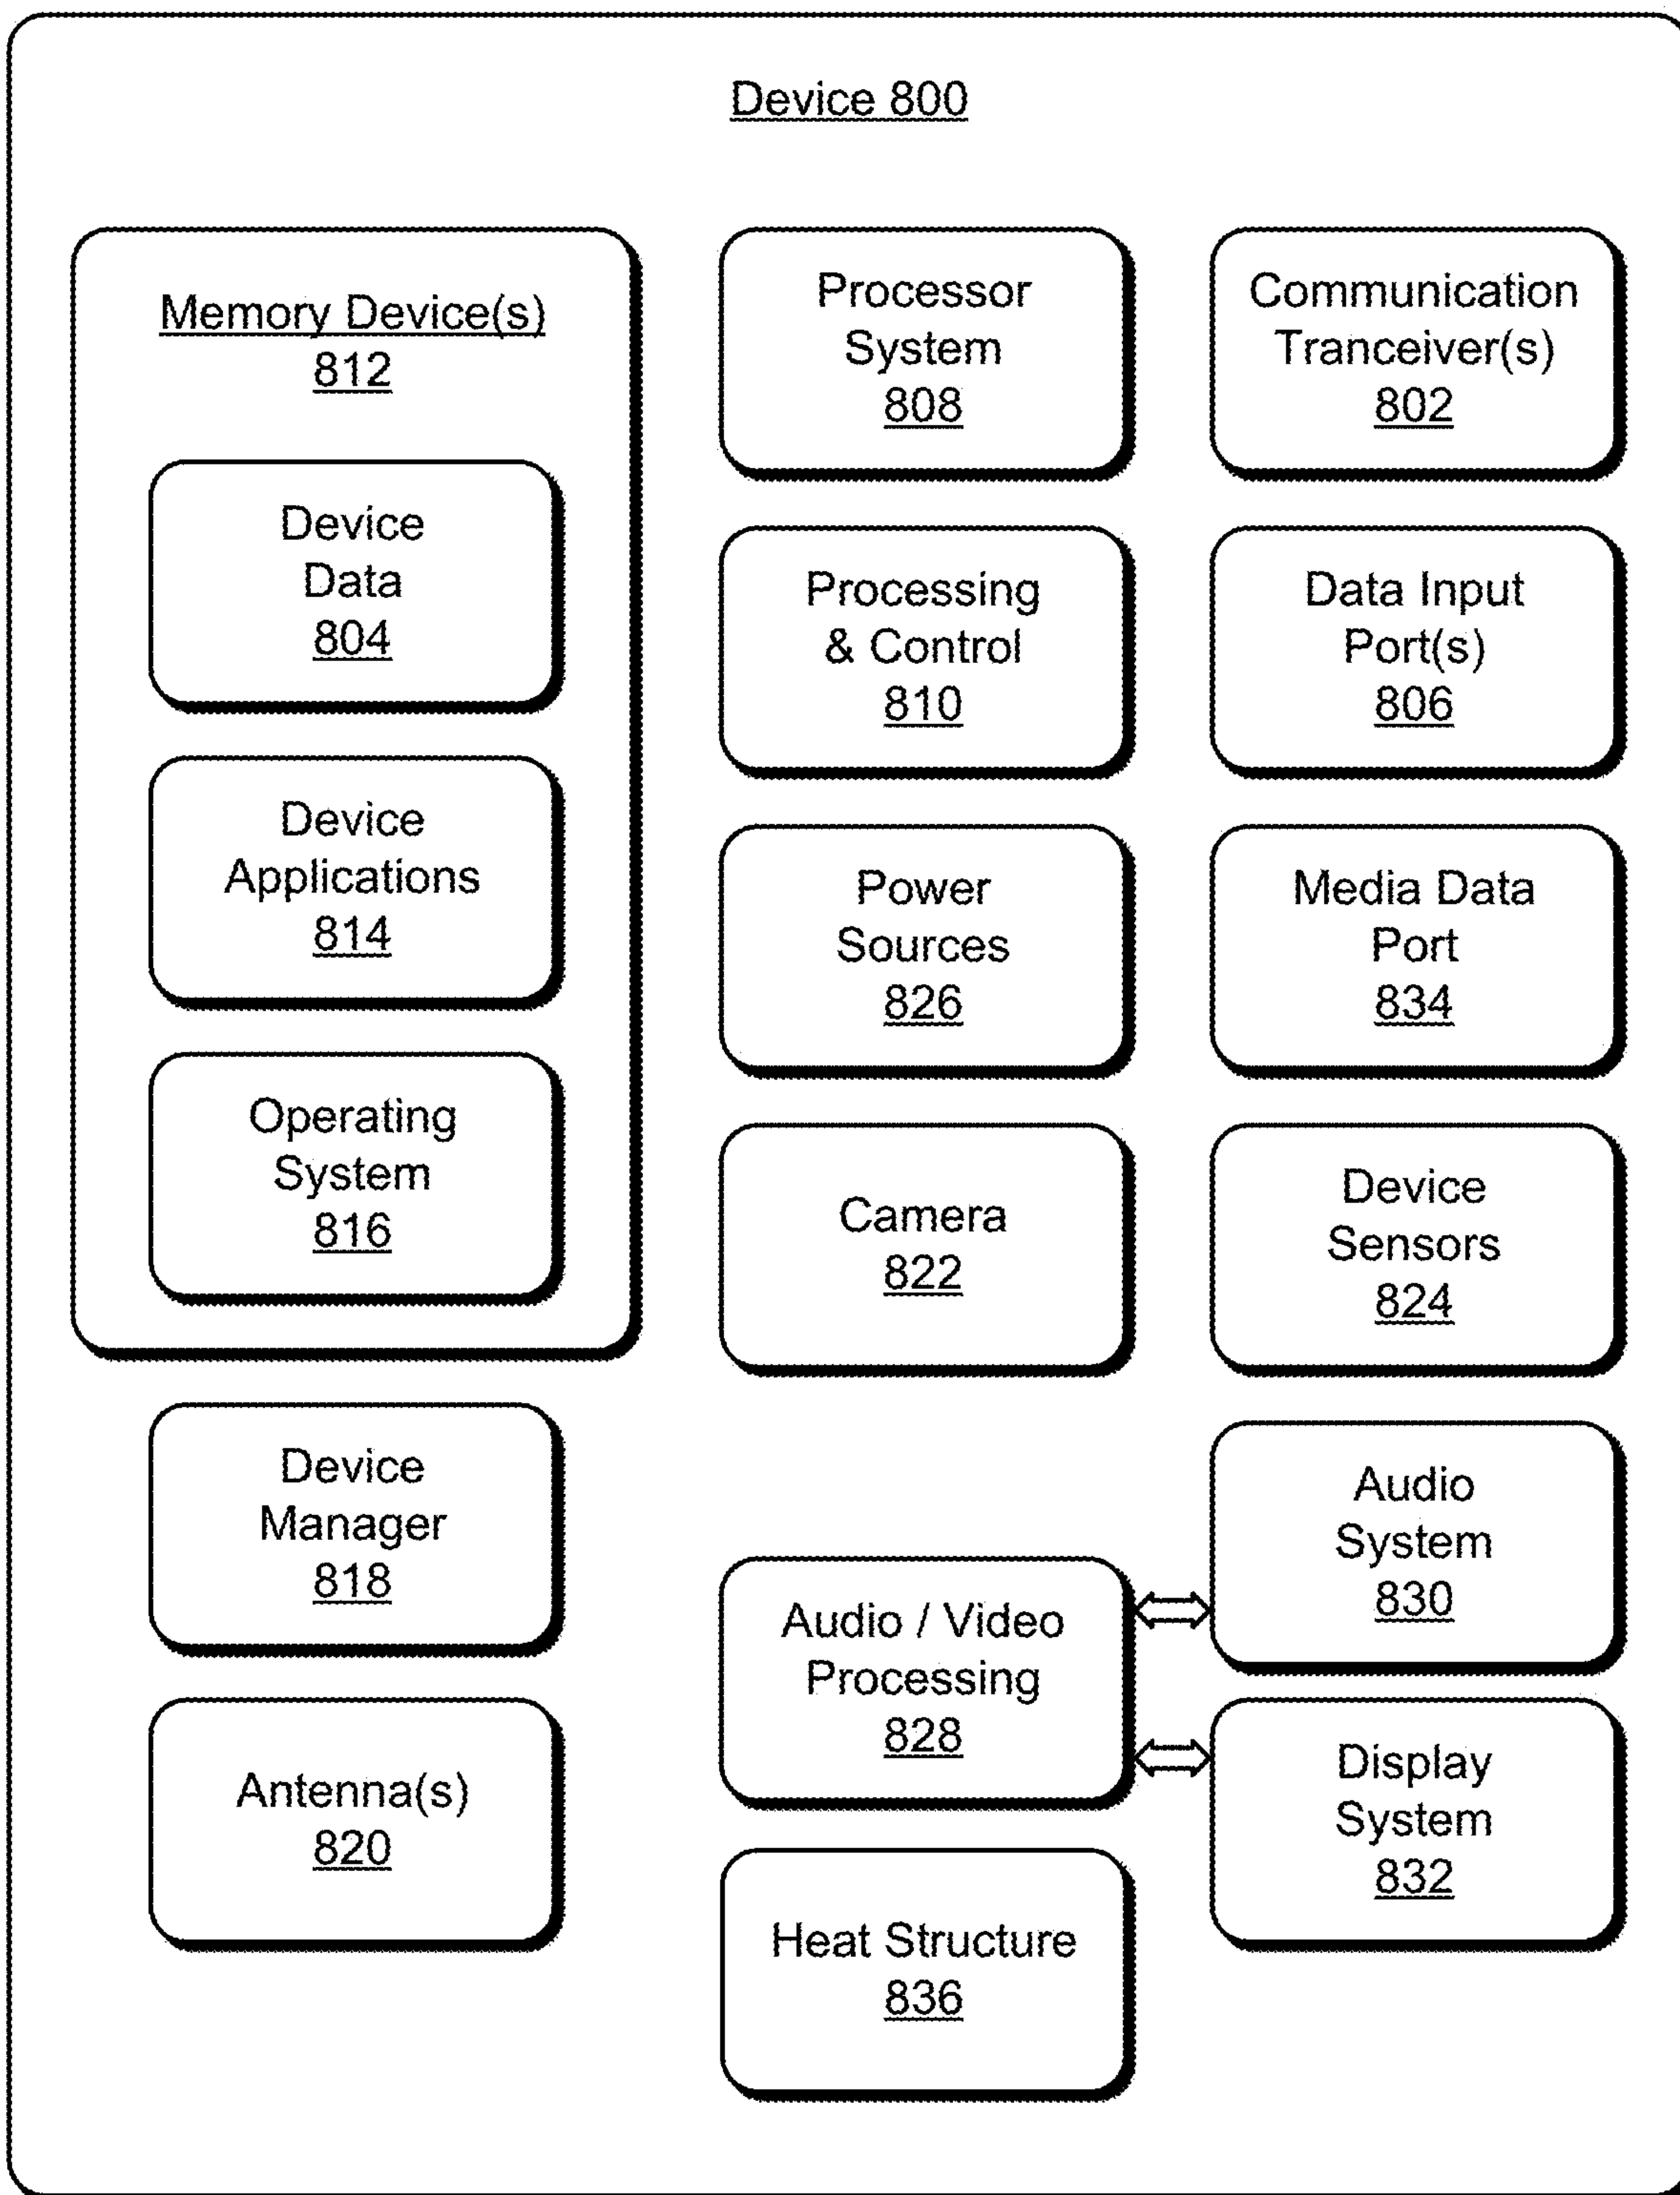 Device 800
Memory Device(s)
812
Device
Data
804
Device
Applications
814
Operating
System
816
Device
Manager
818
Antenna(s)
820
Processor
System
808
Processing
& Control
810
Power
Sources
826
Camera
822
Audio / Video
Processing
828
Heat Structure
836
Communication
Tranceiver(s)
802
Data Input
Port(s)
806
Media Data
Port
834
Device
Sensors
824
Audio
System
830
Display
System
832